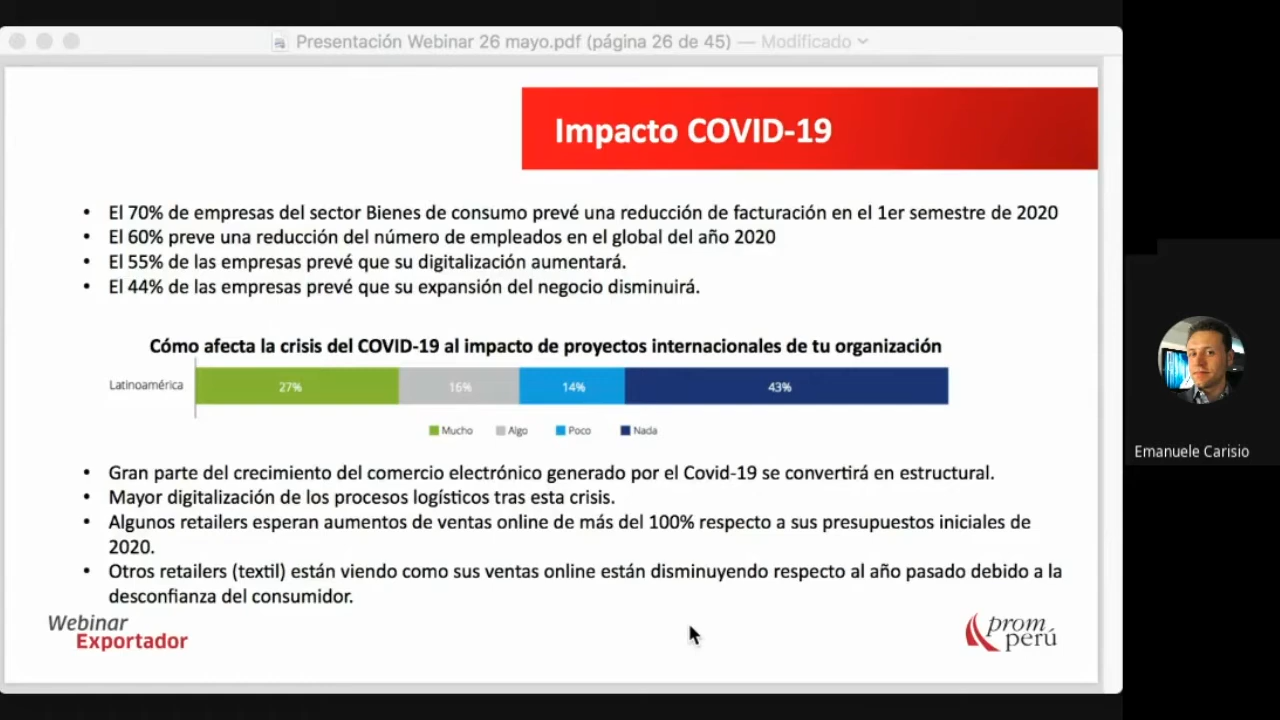 Presentación Webinar 26 mayo.pdf (página 26 de 45) — Modificado
Impacto COVID-19
• El 70% de empresas del sector Bienes de consumo prevé una reducción de facturación en el 1er semestre de 2020
• El 60% preve una reducción del número de empleados en el global del año 2020
• El 55% de las empresas prevé que su digitalización aumentará.
• El 44% de las empresas prevé que su expansión del negocio disminuirá.
Cómo afecta la crisis del COVID-19 al impacto de proyectos internacionales de tu organización
Latinoamérica 27% 16% 14% 43%
Mucho Algo Poco Nada
• Gran parte del crecimiento del comercio electrónico generado por el Covid-19 se convertirá en estructural.
• Mayor digitalización de los procesos logísticos tras esta crisis.
• Algunos retailers esperan aumentos de ventas online de más del 100% respecto a sus presupuestos iniciales de
2020.
• Otros retailers (textil) están viendo como sus ventas online están disminuyendo respecto al año pasado debido a la
desconfianza del consumidor.
Webinar
Exportador
prom
perú
Emanuele Carisio